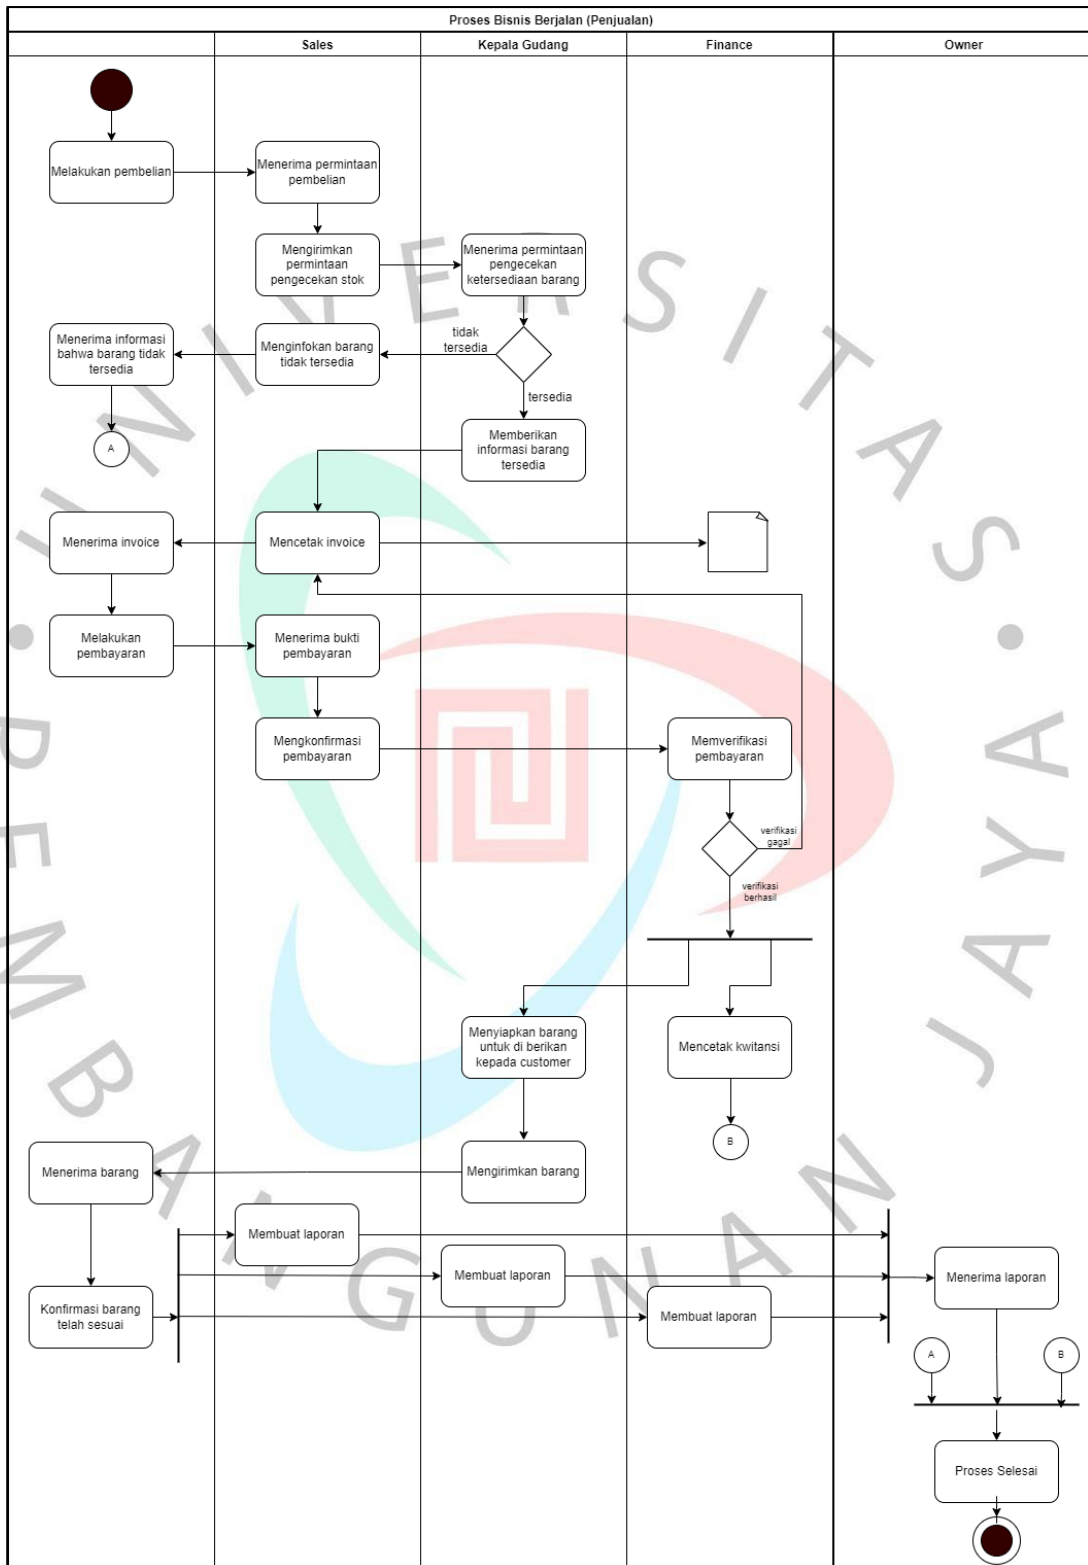 Proses Bisnis Berjalan (Penjualan)
Sales
Kepala Gudang
Finance
Owner
Melakukan pembelian
Menerima permintaan
pembelian
Mengirimkan
permintaan
pengecekan stok
Menerima permintaan
pengecekan
ketersediaan barang
Menerima informasi
bahwa barang tidak
tersedia
Menginfokan barang
tidak tersedia
tidak
tersedia
tersedia
A
Memberikan
informasi barang
tersedia
Menerima invoice
Mencetak invoice
Melakukan
pembayaran
Menerima bukti
pembayaran
Mengkonfirmasi
pembayaran
Memverifikasi
pembayaran
verifikasi
gagal
verifikasi
berhasil
Menyiapkan barang
untuk di berikan
kepada customer
Mencetak kwitansi
B
Menerima barang
Mengirimkan barang
Membuat laporan
Membuat laporan
Membuat laporan
Menerima laporan
Konfirmasi barang
telah sesuai
A
B
Proses Selesai
UNIVERSITAS • PEMBANGUNAN JAYA •